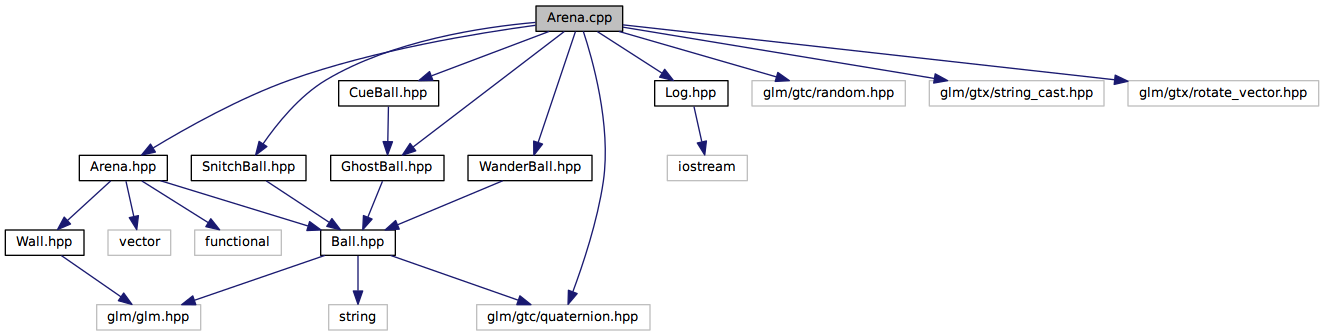 Arena.cpp
CueBall.hpp
Log.hpp
glm/gtc/random.hpp
glm/gtx/string_cast.hpp
glm/gtx/rotate_vector.hpp
Arena.hpp
SnitchBall.hpp
GhostBall.hpp
WanderBall.hpp
iostream
Wall.hpp
vector
functional
Ball.hpp
glm/glm.hpp
string
glm/gtc/quaternion.hpp